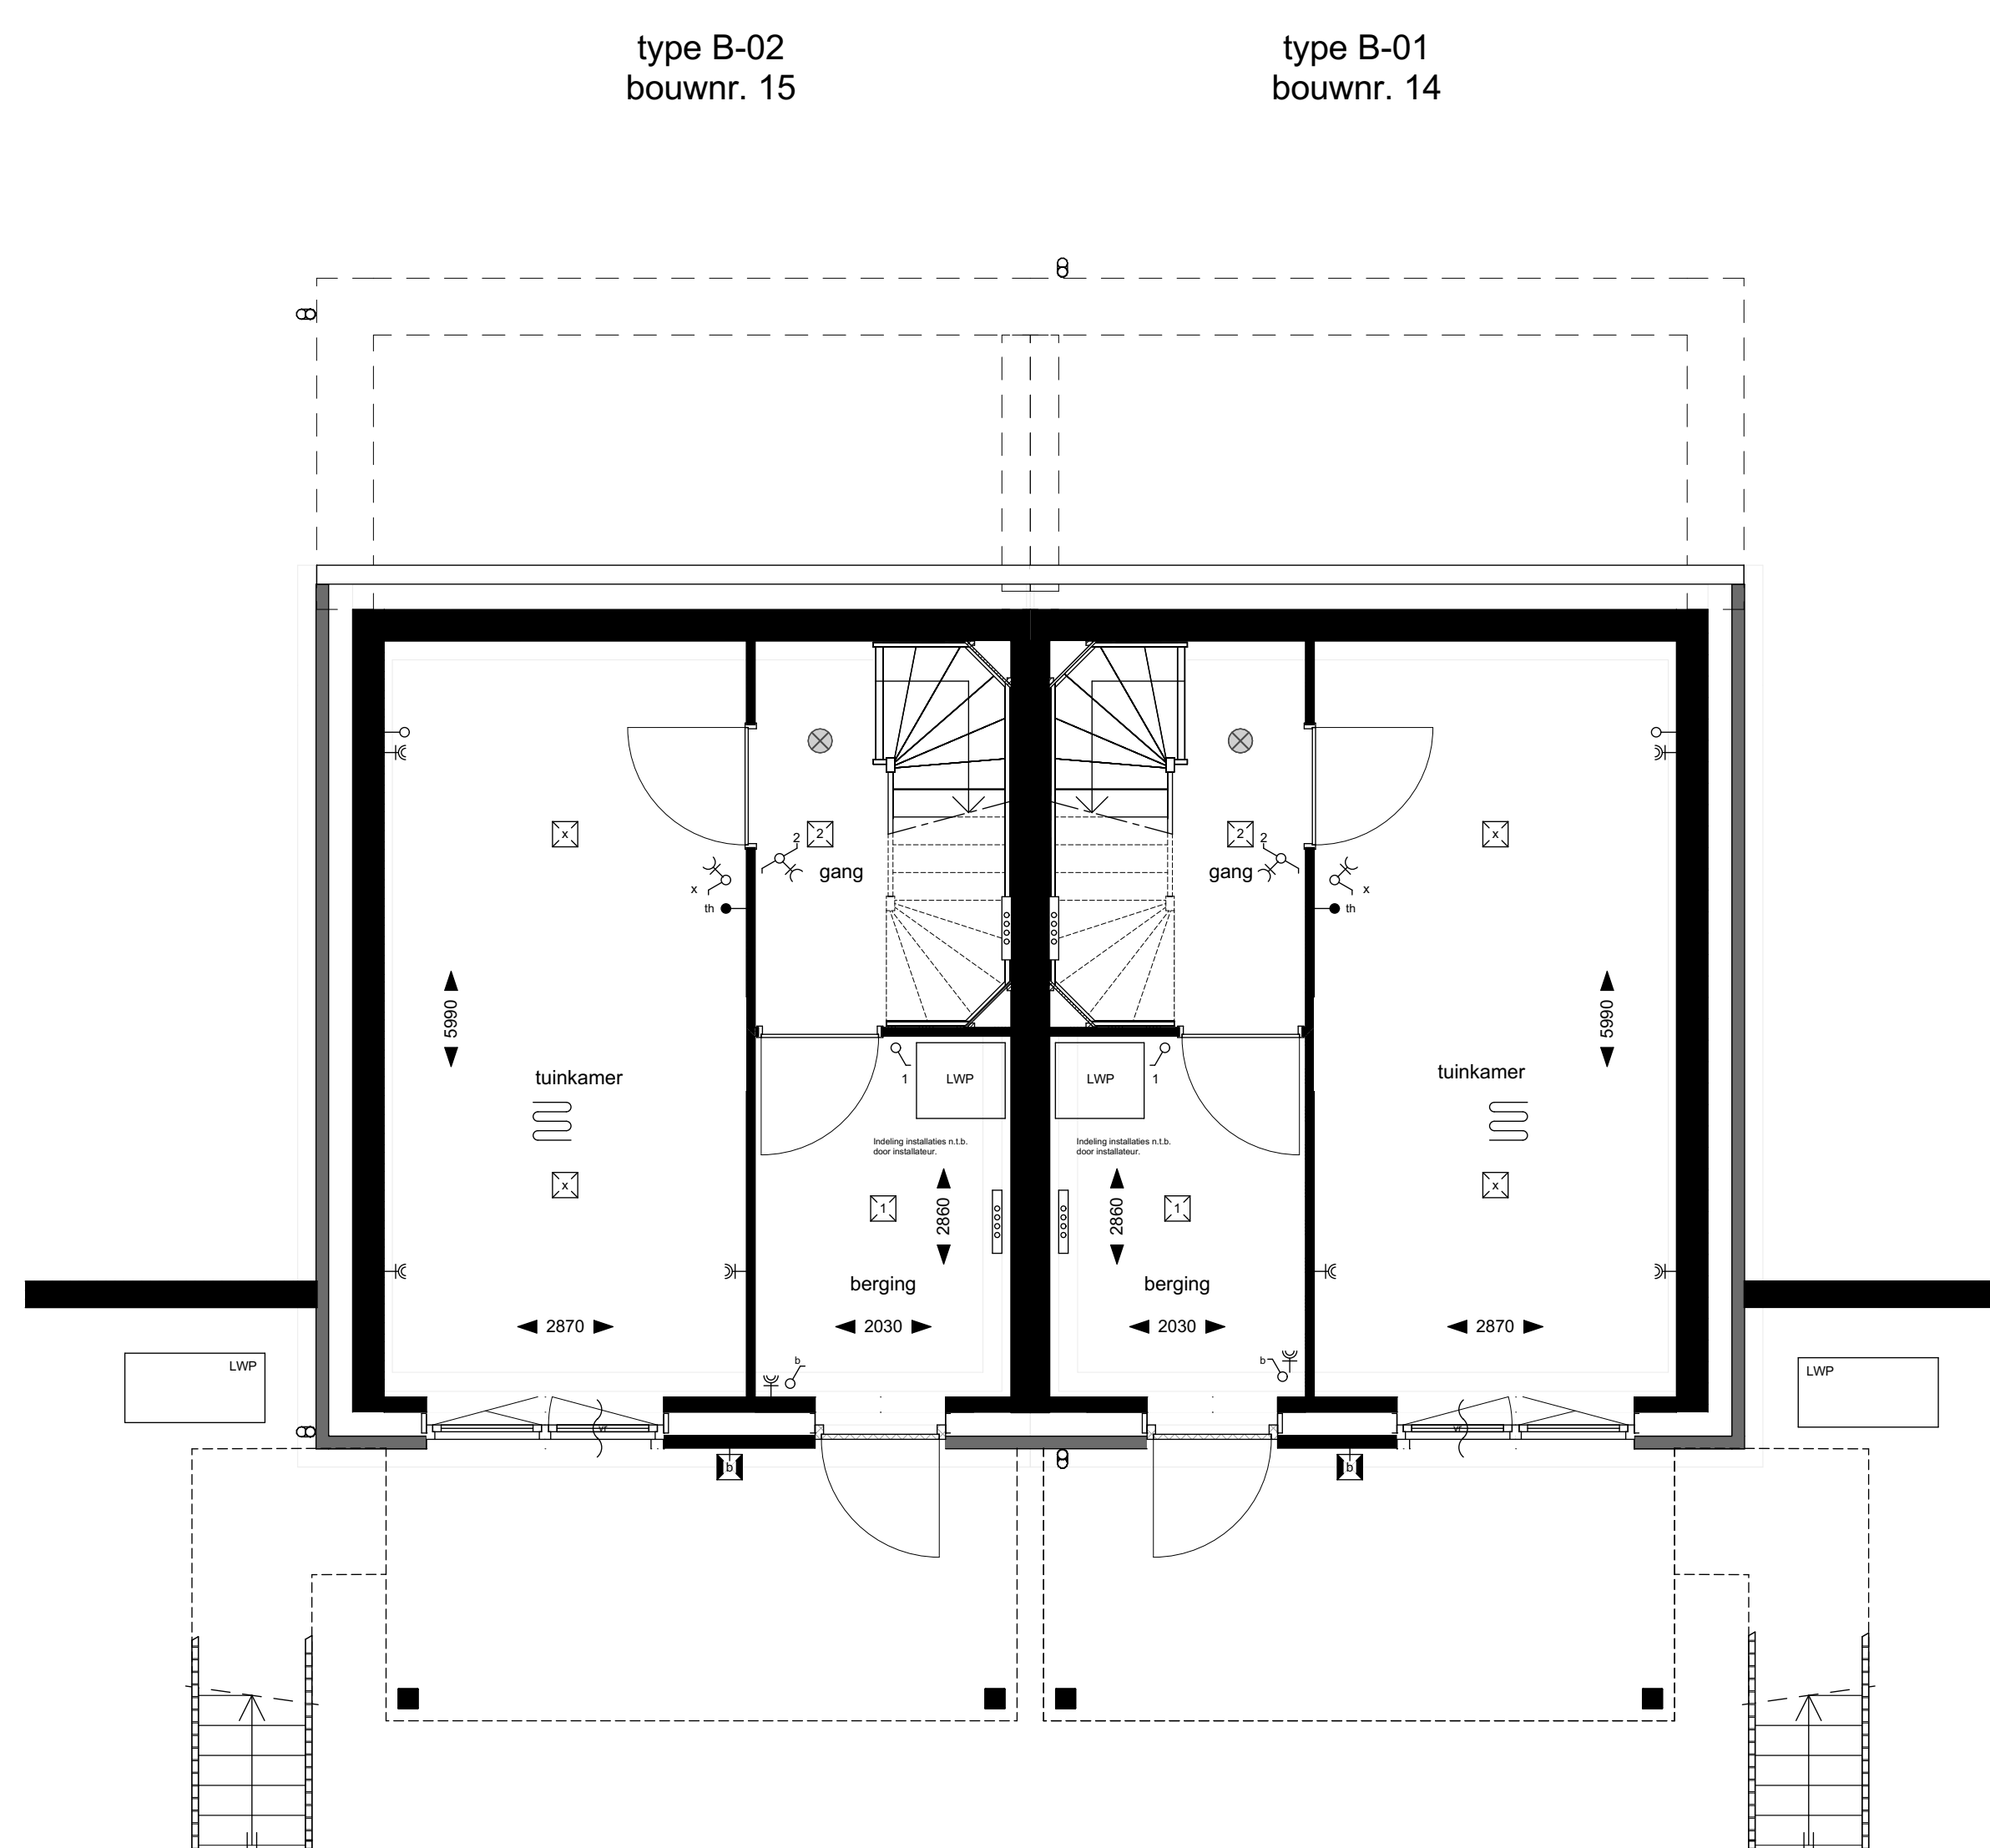 type B-02
bouwnr. 15
type B-01
bouwnr. 14
2
2
2
2
gang
gang
x
x
x
x
th
th
5990
5990
tuinkamer
tuinkamer
1
LWP
LWP
1
Indeling installaties n.t.b.
door installateur.
Indeling installaties n.t.b.
door installateur.
x
x
1
2860
2860
1
berging
berging
2870
2030
2030
2870
LWP
LWP
b
b
b
b